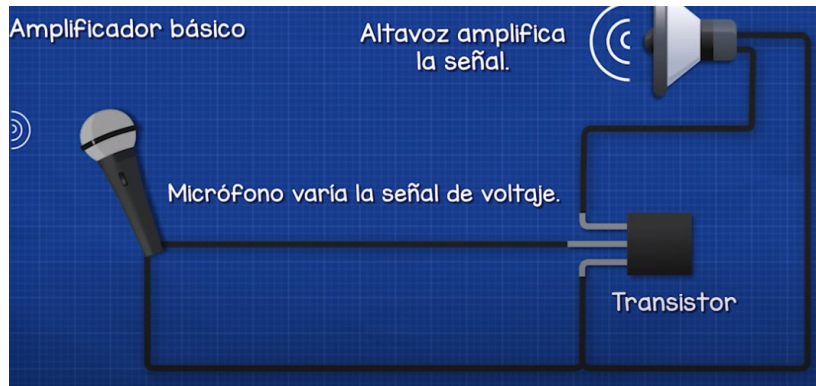 Amplificador básico
Altavoz amplifica
la señal.
Micrófono varía la señal de voltaje.
Transistor